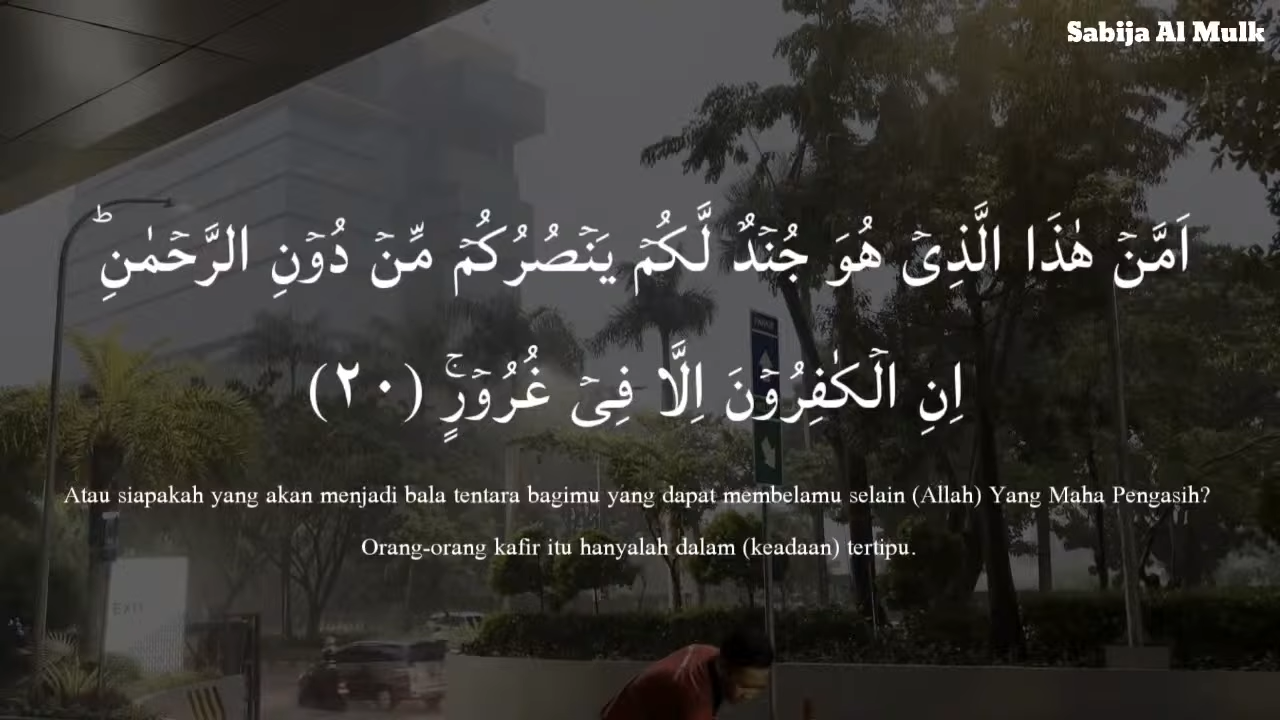 Sabija Al Mulk
اَمَّنۡ هٰذَا الَّذِىۡ هُوَ جُنۡدٌ لَّكُمۡ يَنۡصُرُكُمۡ مِّنۡ دُوۡنِ الرَّحۡمٰنِ ؕ
اِنِ الۡكٰفِرُوۡنَ اِلَّا فِىۡ غُرُوۡرٍ ۚ (٢٠)
Atau siapakah yang akan menjadi bala tentara bagimu yang dapat membelamu selain (Allah) Yang Maha Pengasih?
Orang-orang kafir itu hanyalah dalam (keadaan) tertipu.
EXIT